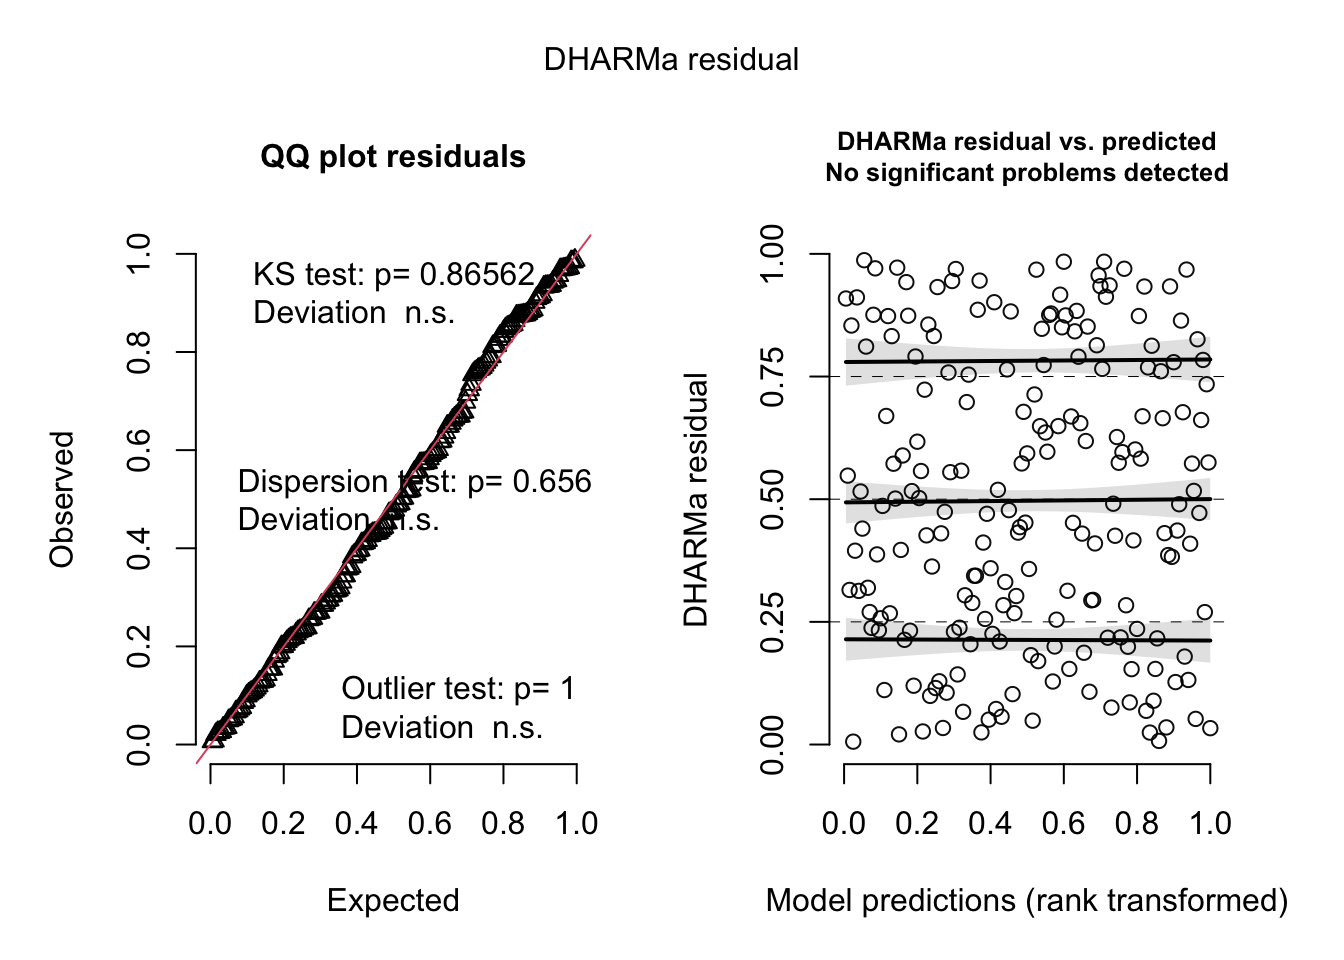 DHARMa residual
QQ plot residuals
KS test: p= 0.86562
Deviation  n.s.
Dispersion test: p= 0.656
Deviation  n.s.
Outlier test: p= 1
Deviation  n.s.
Observed
1.0
0.8
0.6
0.4
0.2
0.0
0.0 0.2 0.4 0.6 0.8 1.0
Expected
DHARMa residual vs. predicted
No significant problems detected
DHARMa residual
1.00
0.75
0.50
0.25
0.00
0.0 0.2 0.4 0.6 0.8 1.0
Model predictions (rank transformed)